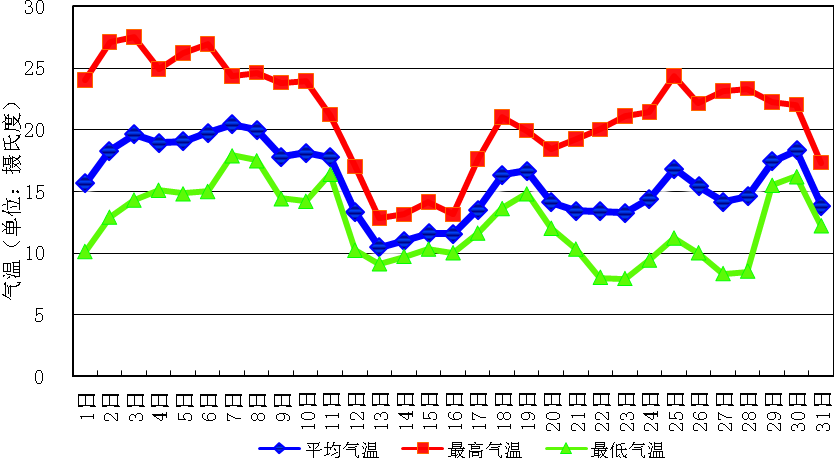 气温（单位：摄氏度）
30
25
20
15
10
5
0
1日
2日
3日
4日
5日
6日
7日
8日
9日
10日
11日
12日
13日
14日
15日
16日
17日
18日
19日
20日
21日
22日
23日
24日
25日
26日
27日
28日
29日
30日
31日
平均气温 最高气温 最低气温